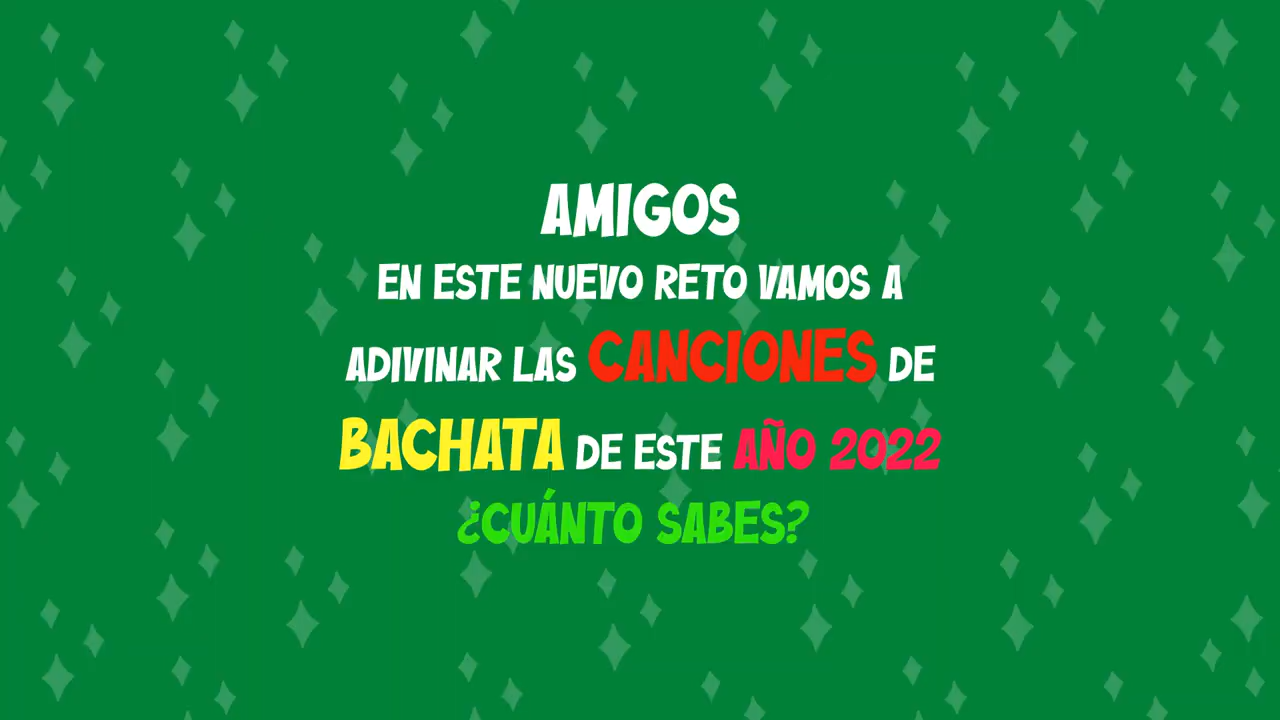 AMIGOS
EN ESTE NUEVO RETO VAMOS A
ADIVINAR LAS CANCIONES DE
BACHATA DE ESTE AÑO 2022
¿CUÁNTO SABES?